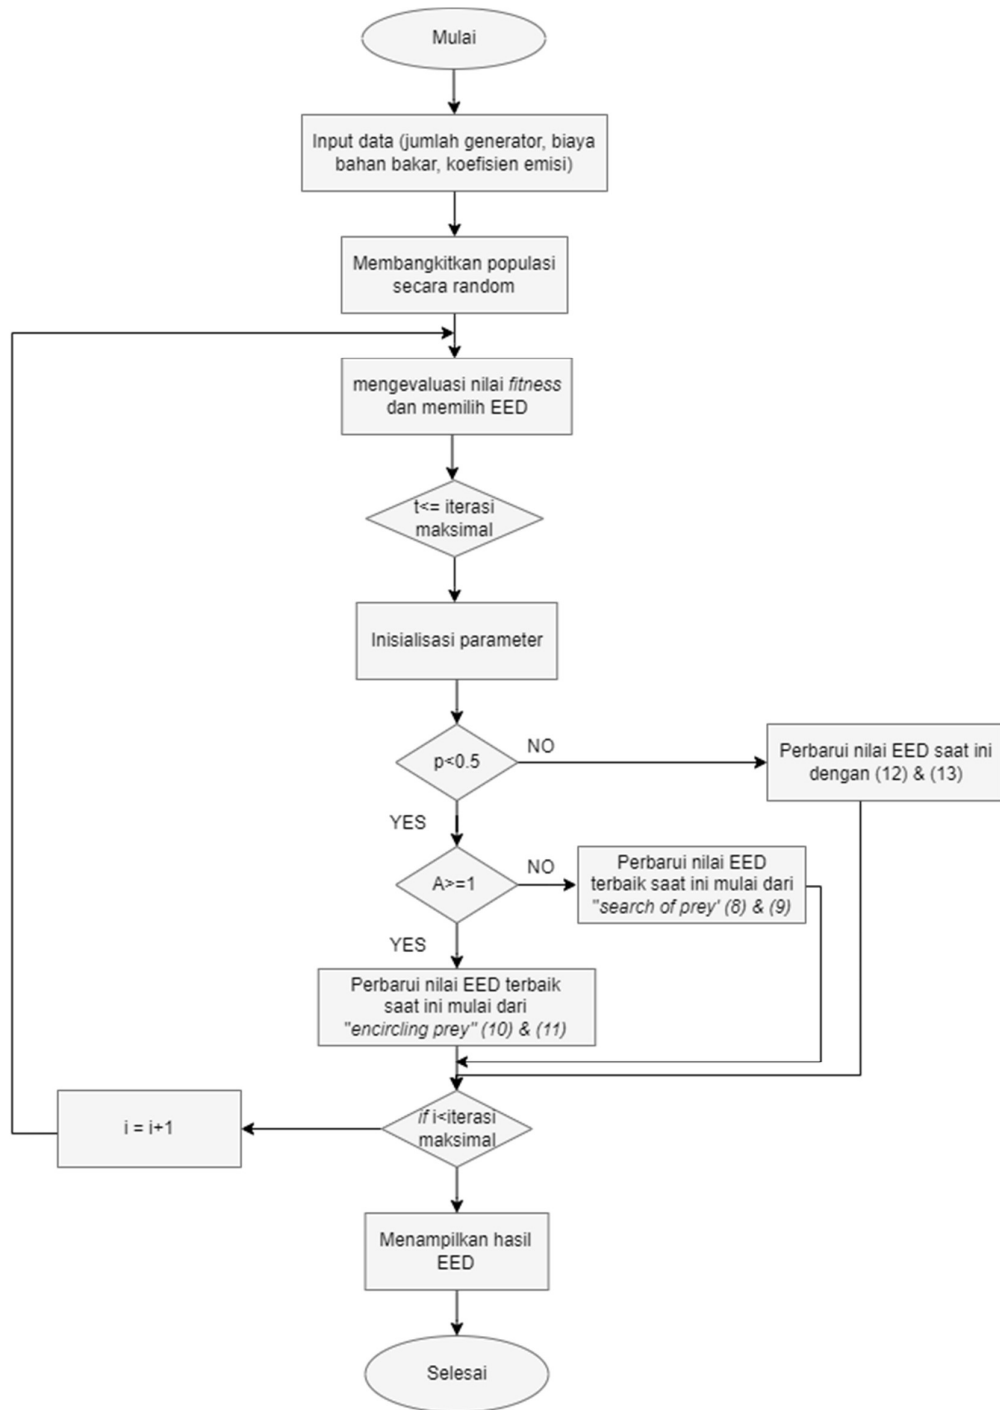 Mulai
Input data (jumlah generator, biaya
bahan bakar, koefisien emisi)
Membangkitkan populasi
secara random
mengevaluasi nilai fitness
dan memilih EED
t<= iterasi
maksimal
Inisialisasi parameter
p<0.5
NO
Perbarui nilai EED saat ini
dengan (12) & (13)
YES
A>=1
NO
Perbarui nilai EED
terbaik saat ini mulai dari
"search of prey' (8) & (9)
YES
Perbarui nilai EED terbaik
saat ini mulai dari
"encircling prey" (10) & (11)
if i<iterasi
maksimal
i = i+1
Menampilkan hasil
EED
Selesai